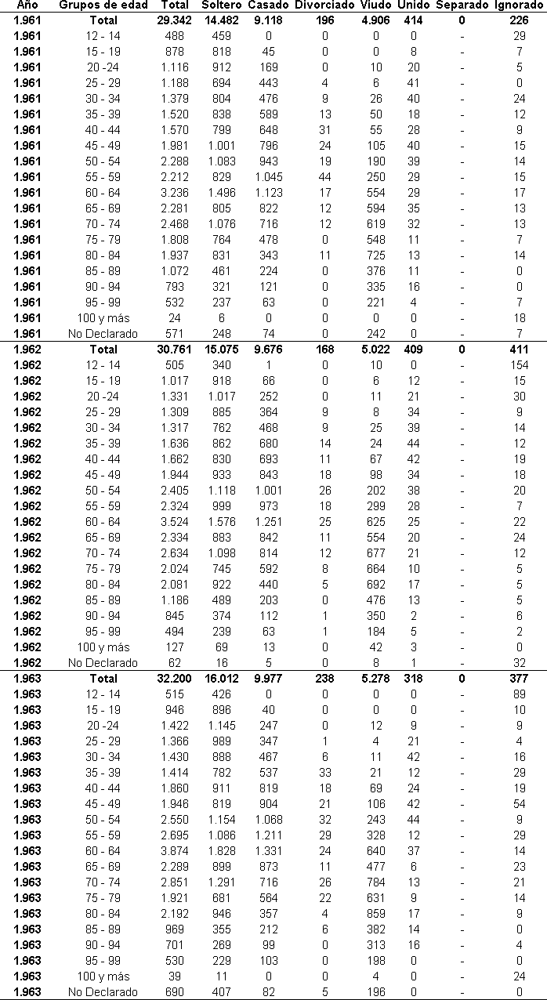 Año Grupos de edad Total Soltero Casado Divorciado Viudo Unido Separado Ignorado
1.961 Total 29.342 14.482 9.118 196 4.906 414 0 226
1.961 12 - 14 488 459 0 0 0 0 - 29
1.961 15 - 19 878 818 45 0 0 8 - 7
1.961 20 -24 1.116 912 169 0 10 20 - 5
1.961 25 - 29 1.188 694 443 4 6 41 - 0
1.961 30 - 34 1.379 804 476 9 26 40 - 24
1.961 35 - 39 1.520 838 589 13 50 18 - 12
1.961 40 - 44 1.570 799 648 31 55 28 - 9
1.961 45 - 49 1.981 1.001 796 24 105 40 - 15
1.961 50 - 54 2.288 1.083 943 19 190 39 - 14
1.961 55 - 59 2.212 829 1.045 44 250 29 - 15
1.961 60 - 64 3.236 1.496 1.123 17 554 29 - 17
1.961 65 - 69 2.281 805 822 12 594 35 - 13
1.961 70 - 74 2.468 1.076 716 12 619 32 - 13
1.961 75 - 79 1.808 764 478 0 548 11 - 7
1.961 80 - 84 1.937 831 343 11 725 13 - 14
1.961 85 - 89 1.072 461 224 0 376 11 - 0
1.961 90 - 94 793 321 121 0 335 16 - 0
1.961 95 - 99 532 237 63 0 221 4 - 7
1.961 100 y más 24 6 0 0 0 0 - 18
1.961 No Declarado 571 248 74 0 242 0 - 7
1.962 Total 30.761 15.075 9.676 168 5.022 409 0 411
1.962 12 - 14 505 340 1 0 10 0 - 154
1.962 15 - 19 1.017 918 66 0 6 12 - 15
1.962 20 -24 1.331 1.017 252 0 11 21 - 30
1.962 25 - 29 1.309 885 364 9 8 34 - 9
1.962 30 - 34 1.317 762 468 9 25 39 - 14
1.962 35 - 39 1.636 862 680 14 24 44 - 12
1.962 40 - 44 1.662 830 693 11 67 42 - 19
1.962 45 - 49 1.944 933 843 18 98 34 - 18
1.962 50 - 54 2.405 1.118 1.001 26 202 38 - 20
1.962 55 - 59 2.324 999 973 18 299 28 - 7
1.962 60 - 64 3.524 1.576 1.251 25 625 25 - 22
1.962 65 - 69 2.334 883 842 11 554 20 - 24
1.962 70 - 74 2.634 1.098 814 12 677 21 - 12
1.962 75 - 79 2.024 745 592 8 664 10 - 5
1.962 80 - 84 2.081 922 440 5 692 17 - 5
1.962 85 - 89 1.186 489 203 0 476 13 - 5
1.962 90 - 94 845 374 112 1 350 2 - 6
1.962 95 - 99 494 239 63 1 184 5 - 2
1.962 100 y más 127 69 13 0 42 3 - 0
1.962 No Declarado 62 16 5 0 8 1 - 32
1.963 Total 32.200 16.012 9.977 238 5.278 318 0 377
1.963 12 - 14 515 426 0 0 0 0 - 89
1.963 15 - 19 946 896 40 0 0 0 - 10
1.963 20 -24 1.422 1.145 247 0 12 9 - 9
1.963 25 - 29 1.366 989 347 1 4 21 - 4
1.963 30 - 34 1.430 888 467 6 11 42 - 16
1.963 35 - 39 1.414 782 537 33 21 12 - 29
1.963 40 - 44 1.860 911 819 18 69 24 - 19
1.963 45 - 49 1.946 819 904 21 106 42 - 54
1.963 50 - 54 2.550 1.154 1.068 32 243 44 - 9
1.963 55 - 59 2.695 1.086 1.211 29 328 12 - 29
1.963 60 - 64 3.874 1.828 1.331 24 640 37 - 14
1.963 65 - 69 2.289 899 873 11 477 6 - 23
1.963 70 - 74 2.851 1.291 716 26 784 13 - 21
1.963 75 - 79 1.921 681 564 22 631 9 - 14
1.963 80 - 84 2.192 946 357 4 859 17 - 9
1.963 85 - 89 969 355 212 6 382 14 - 0
1.963 90 - 94 701 269 99 0 313 16 - 4
1.963 95 - 99 530 229 103 0 198 0 - 0
1.963 100 y más 39 11 0 0 4 0 - 24
1.963 No Declarado 690 407 82 5 196 0 - 0